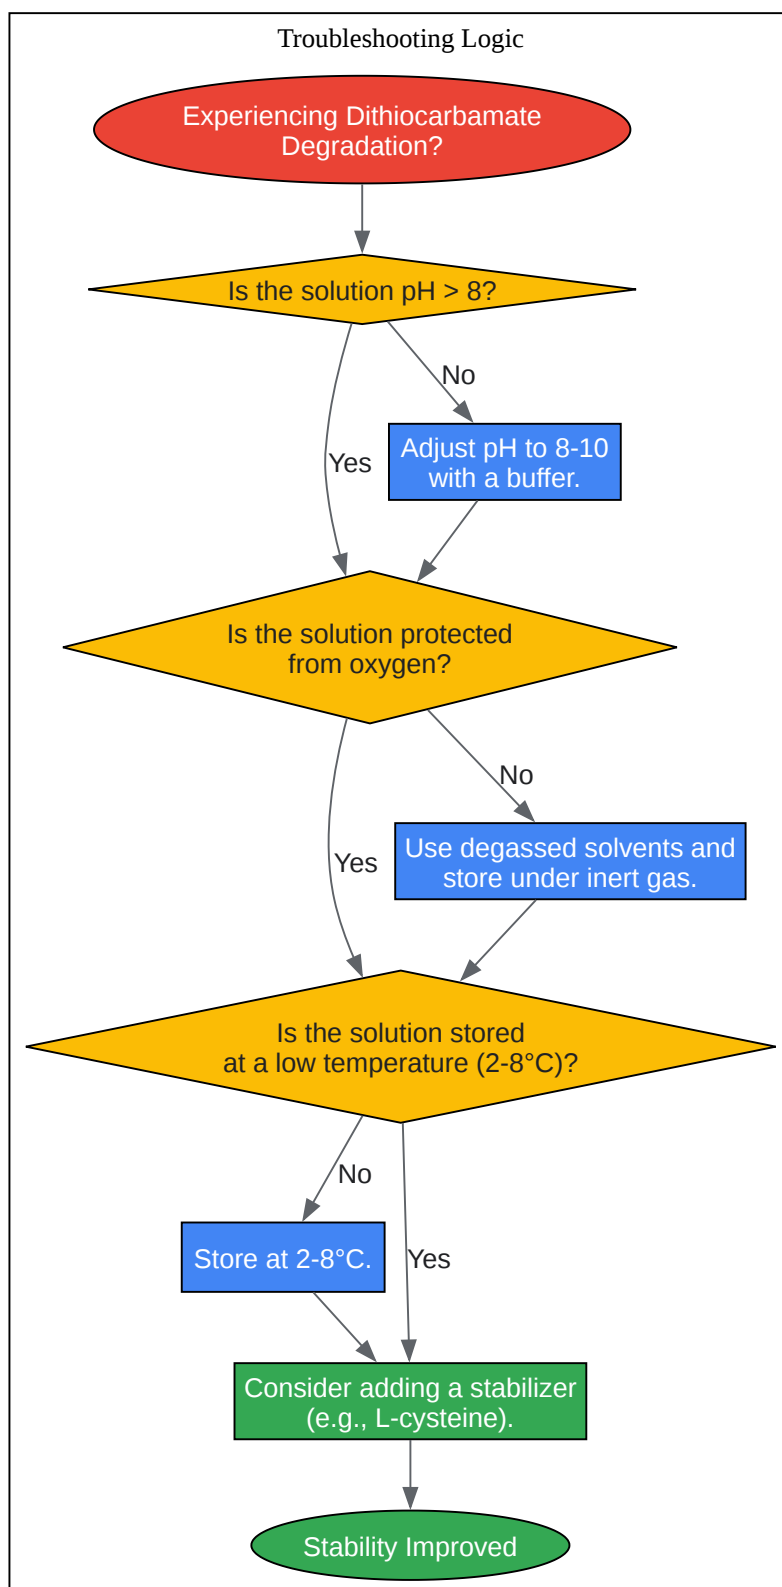 Troubleshooting Logic
Experiencing Dithiocarbamate
Degradation?
Is the solution pH > 8?
No
Yes
Adjust pH to 8-10
with a buffer.
Is the solution protected
from oxygen?
No
Yes
Use degassed solvents and
store under inert gas.
Is the solution stored
at a low temperature (2-8°C)?
No
Yes
Store at 2-8°C.
Consider adding a stabilizer
(e.g., L-cysteine).
Stability Improved